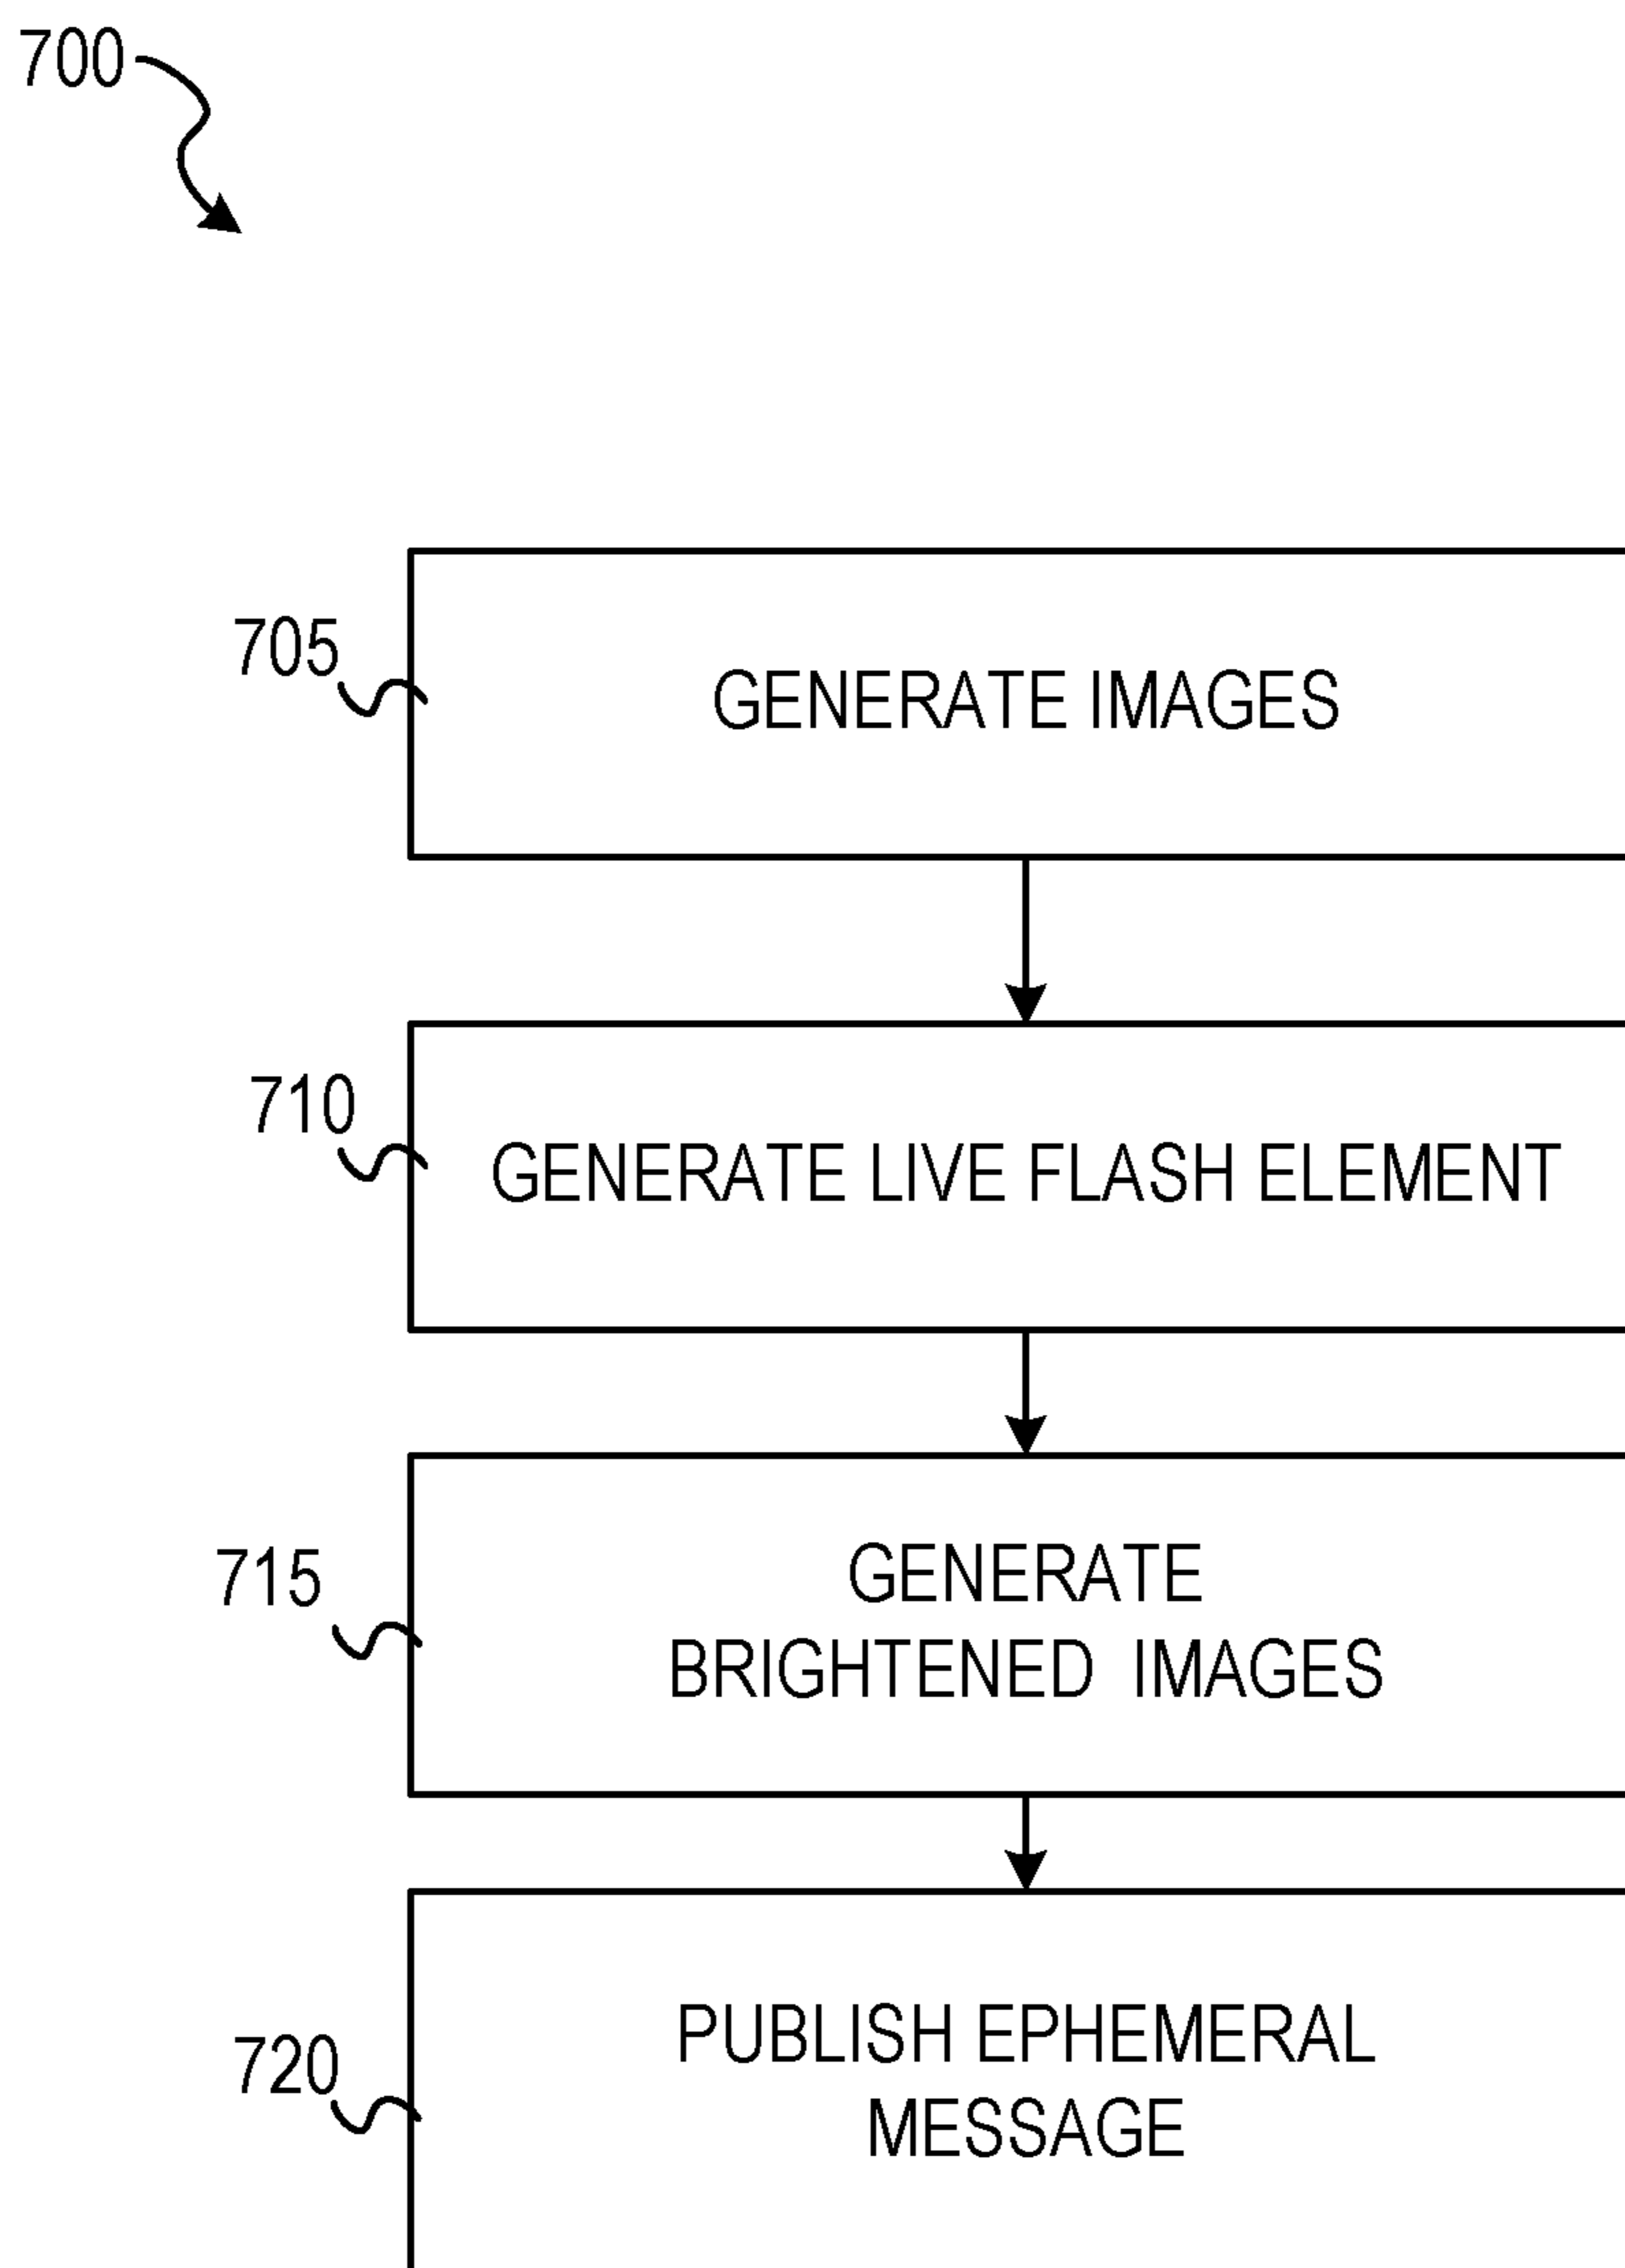 700
705
GENERATE IMAGES
710
GENERATE LIVE FLASH ELEMENT
715
GENERATE
BRIGHTENED IMAGES
720
PUBLISH EPHEMERAL
MESSAGE